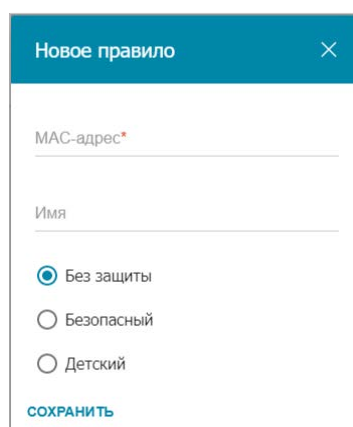 Новое правило
MAC-адрес*
Имя
Без защиты
Безопасный
Детский
СОХРАНИТЬ